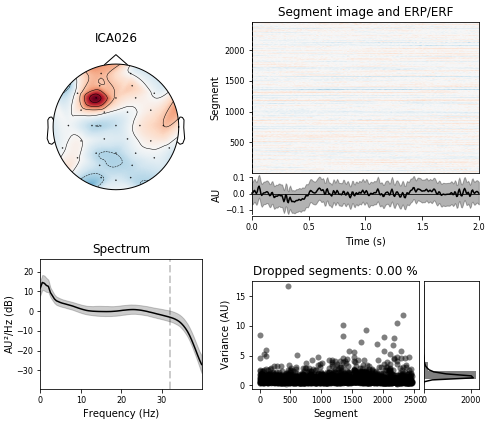 ICA026
Segment image and ERP/ERF
Segment
2000
1500
1000
500
AU
0.1
0.0
−0.1
0.0 0.5 1.0 1.5 2.0
Time (s)
Spectrum
AU²/Hz (dB)
20
10
0
−10
−20
−30
0 10 20 30
Frequency (Hz)
Dropped segments: 0.00 %
Variance (AU)
15
10
5
0
0 500 1000 1500 2000 2500
Segment
0 2000